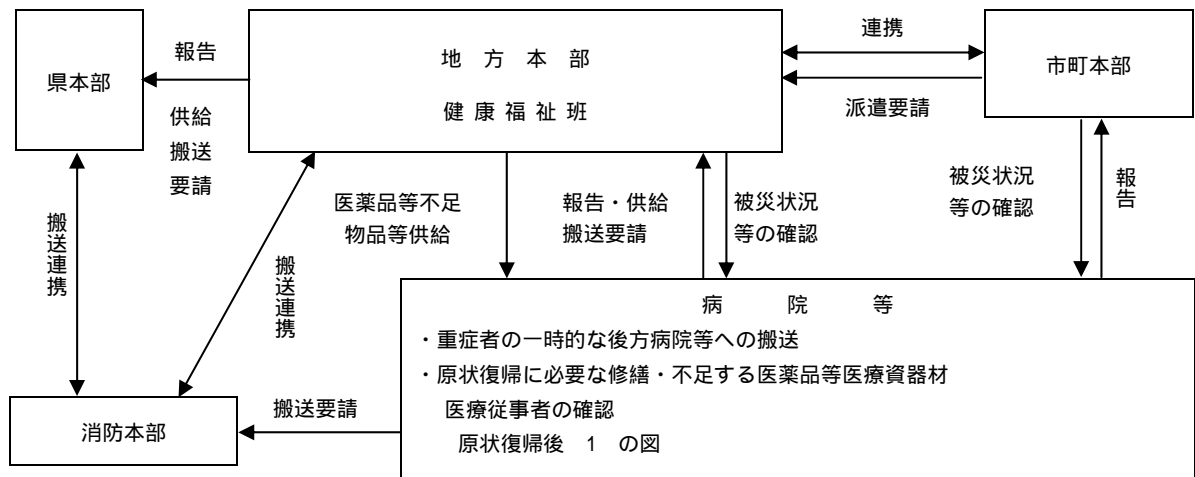 県本部
報告
供給
搬送
要請
地方本部
健康福祉班
連携
派遣要請
市町本部
搬送連携
搬送連携
医薬品等不足
物品等供給
報告・供給
搬送要請
被災状況
等の確認
被災状況
等の確認
報告
消防本部
搬送要請
病院等
・重症者の一時的な後方病院等への搬送
・原状復帰に必要な修繕・不足する医薬品等医療資器材
医療従事者の確認
原状復帰後 1 の図